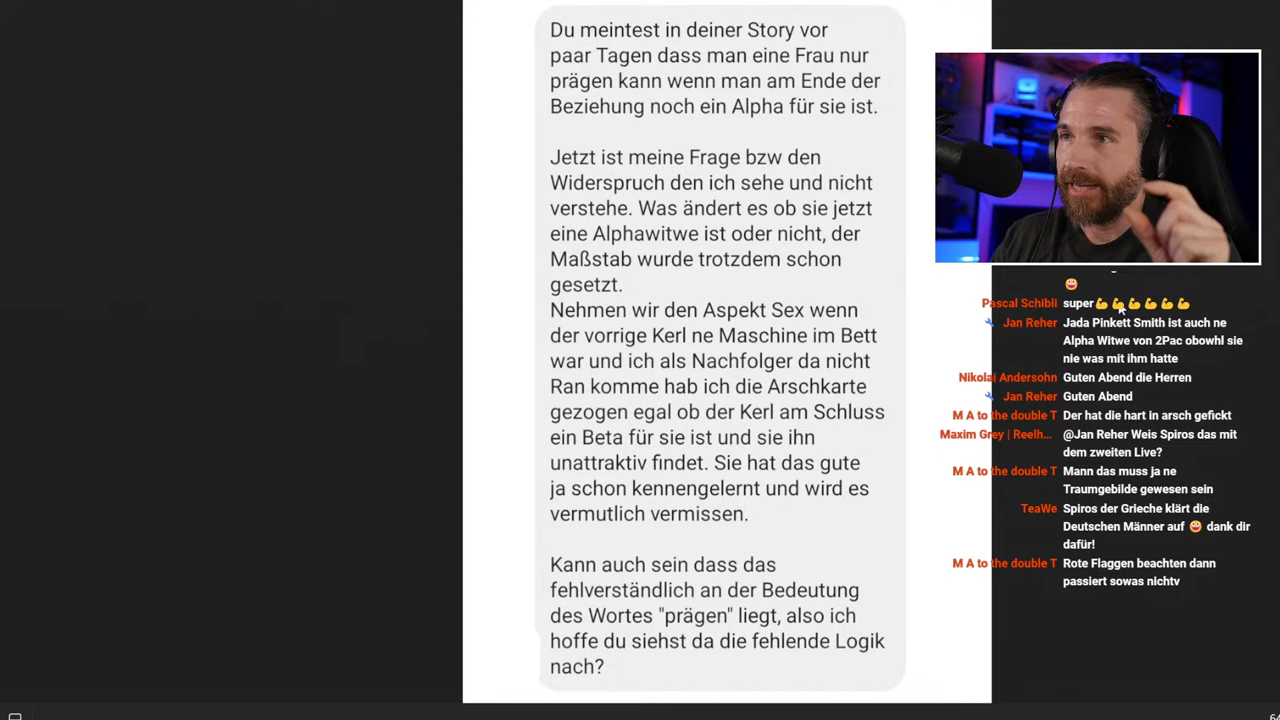 Du meintest in deiner Story vor
paar Tagen dass man eine Frau nur
prägen kann wenn man am Ende der
Beziehung noch ein Alpha für sie ist.
Jetzt ist meine Frage bzw den
Widerspruch den ich sehe und nicht
verstehe. Was ändert es ob sie jetzt
eine Alphawitwe ist oder nicht, der
Maßstab wurde trotzdem schon
gesetzt.
Nehmen wir den Aspekt Sex wenn
der vorrige Kerl ne Maschine im Bett
war und ich als Nachfolger da nicht
Ran komme hab ich die Arschkarte
gezogen egal ob der Kerl am Schluss
ein Beta für sie ist und sie ihn
unattraktiv findet. Sie hat das gute
ja schon kennengelernt und wird es
vermutlich vermissen.
Kann auch sein dass das
fehlverständlich an der Bedeutung
des Wortes "prägen" liegt, also ich
hoffe du siehst da die fehlende Logik
nach?
Pascal Schibli super💪💪💪💪💪💪
Jan Reher Jada Pinkett Smith ist auch ne
Alpha Witwe von 2Pac obowhl sie
nie was mit ihm hatte
Nikolai Andersohn Guten Abend die Herren
Jan Reher Guten Abend
M A to the double T Der hat die hart in arsch gefickt
Maxim Grey | Reelh... @Jan Reher Weis Spiros das mit
dem zweiten Live?
M A to the double T Mann das muss ja ne
Traumgebilde gewesen sein
TeaWe Spiros der Grieche klärt die
Deutschen Männer auf 😀 dank dir
dafür!
M A to the double T Rote Flaggen beachten dann
passiert sowas nichtv